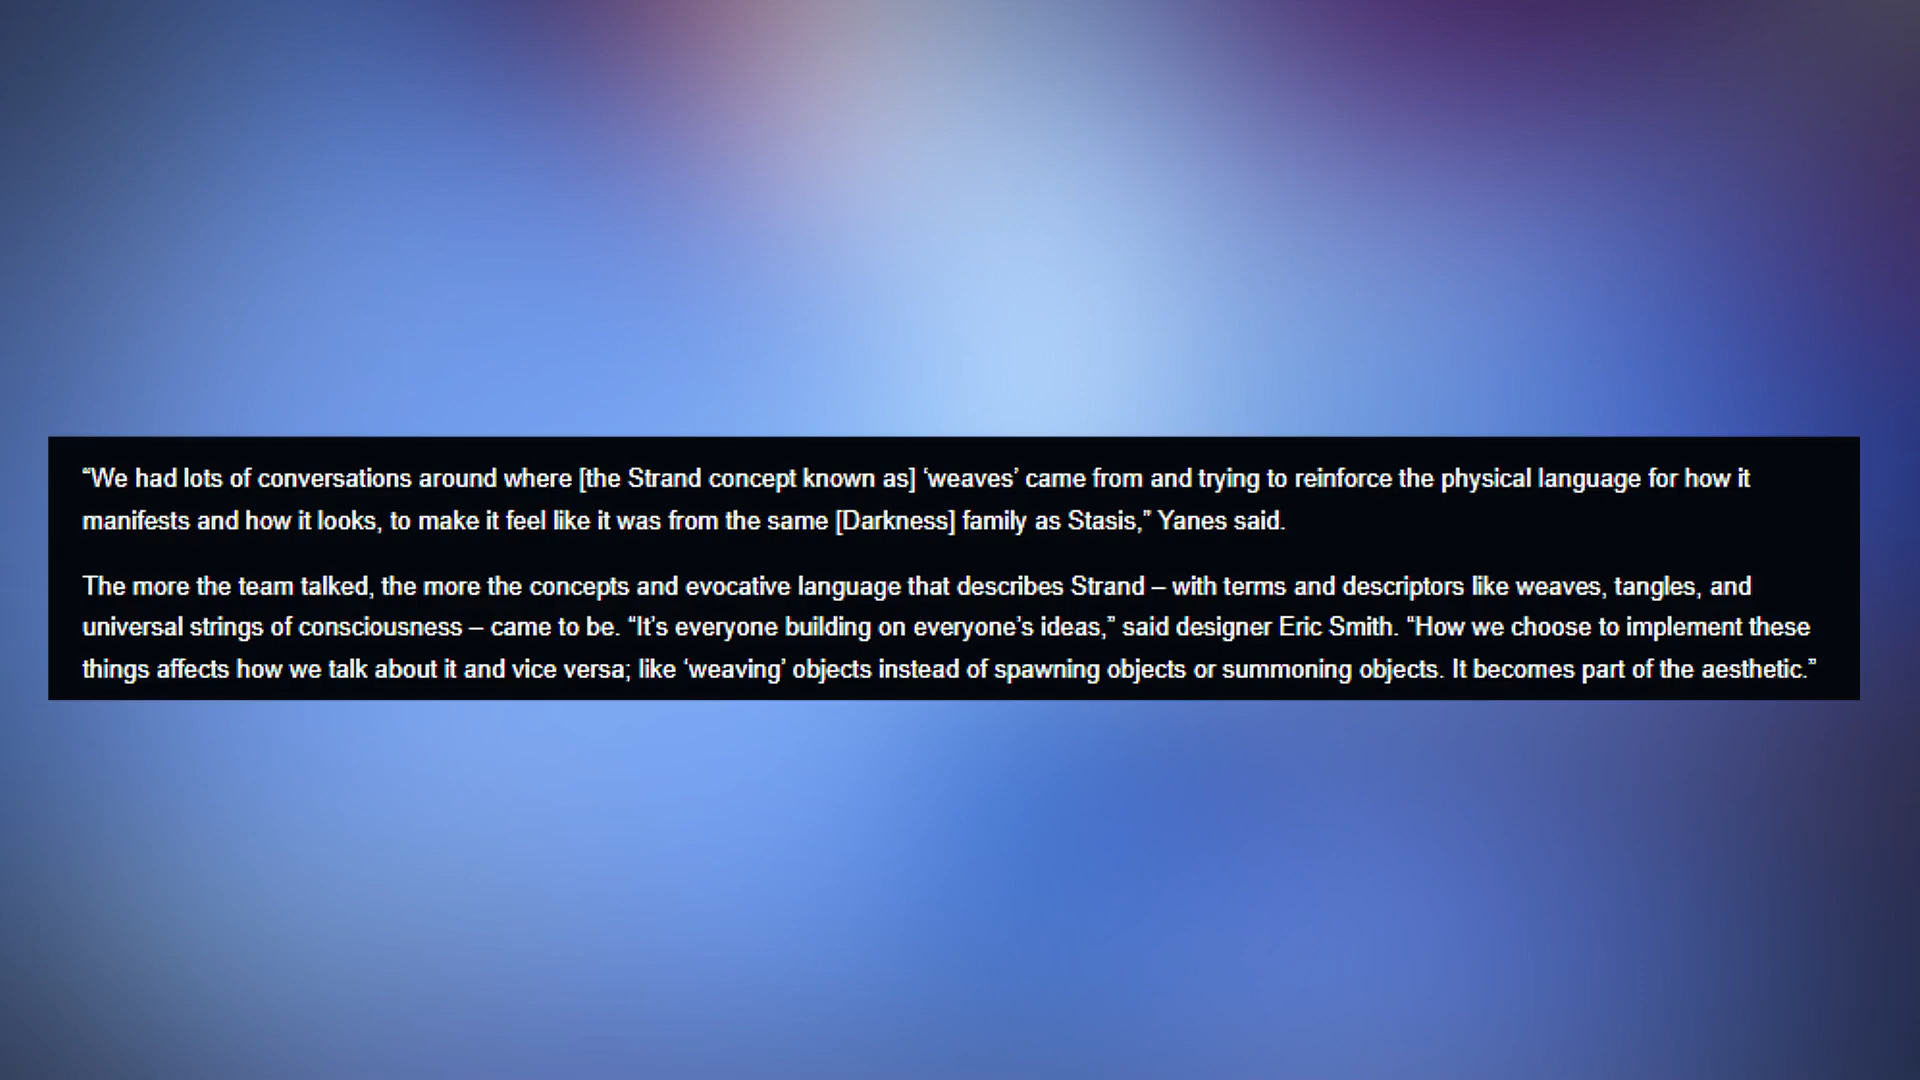 “We had lots of conversations around where [the Strand concept known as] ‘weaves’ came from and trying to reinforce the physical language for how it
manifests and how it looks, to make it feel like it was from the same [Darkness] family as Stasis,” Yanes said.
The more the team talked, the more the concepts and evocative language that describes Strand – with terms and descriptors like weaves, tangles, and
universal strings of consciousness – came to be. “It’s everyone building on everyone’s ideas,” said designer Eric Smith. “How we choose to implement these
things affects how we talk about it and vice versa; like ‘weaving’ objects instead of spawning objects or summoning objects. It becomes part of the aesthetic.”